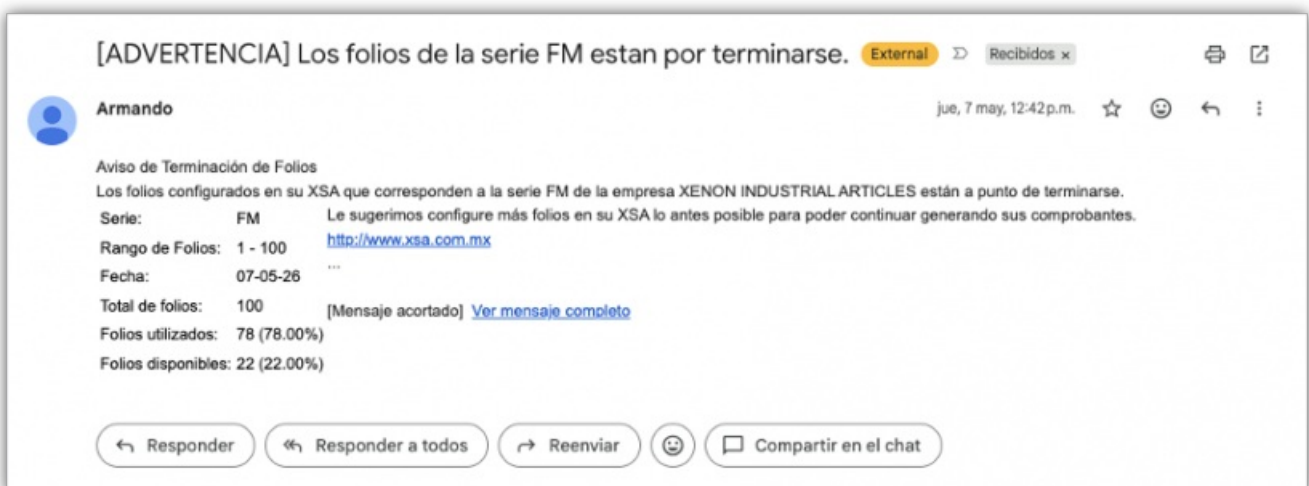 [ADVERTENCIA] Los folios de la serie FM estan por terminarse. External Recibidos x
Armando
jue, 7 may, 12:42 p.m.
Aviso de Terminación de Folios
Los folios configurados en su XSA que corresponden a la serie FM de la empresa XENON INDUSTRIAL ARTICLES están a punto de terminarse.
Serie: FM
Rango de Folios: 1 - 100
Fecha: 07-05-26
Total de folios: 100
Folios utilizados: 78 (78.00%)
Folios disponibles: 22 (22.00%)
Le sugerimos configure más folios en su XSA lo antes posible para poder continuar generando sus comprobantes.
http://www.xsa.com.mx
...
[Mensaje acortado] Ver mensaje completo
Responder
Responder a todos
Reenviar
Compartir en el chat